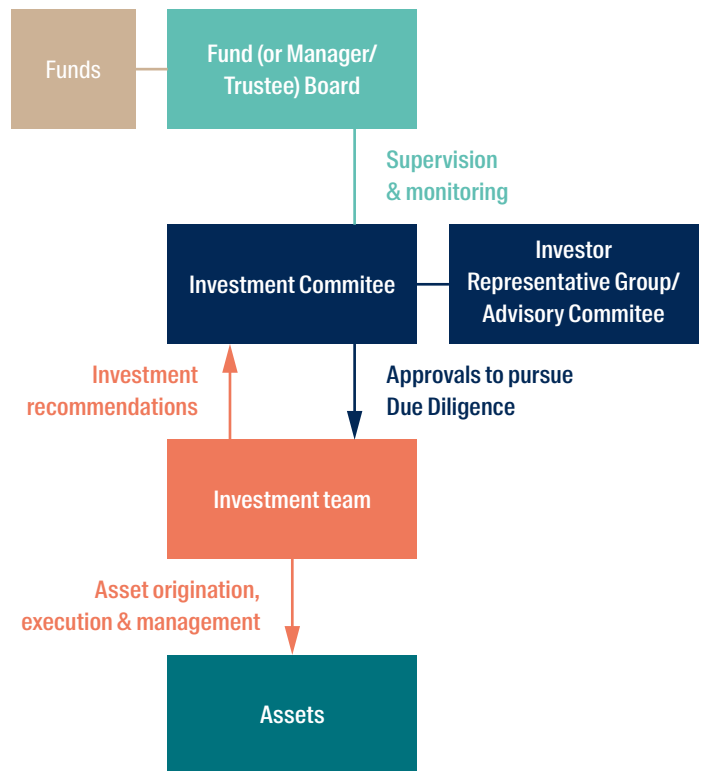 Funds
Fund (or Manager/
Trustee) Board
Supervision
& monitoring
Investment Commitee
Investor
Representative Group/
Advisory Commitee
Investment
recommendations
Approvals to pursue
Due Diligence
Investment team
Asset origination,
execution & management
Assets